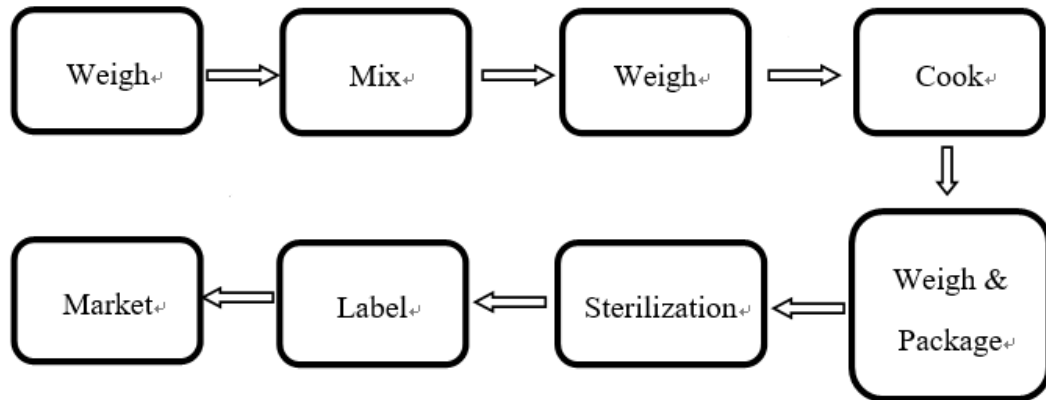 Weigh
Mix
Weigh
Cook
Weigh &
Package
Sterilization
Label
Market